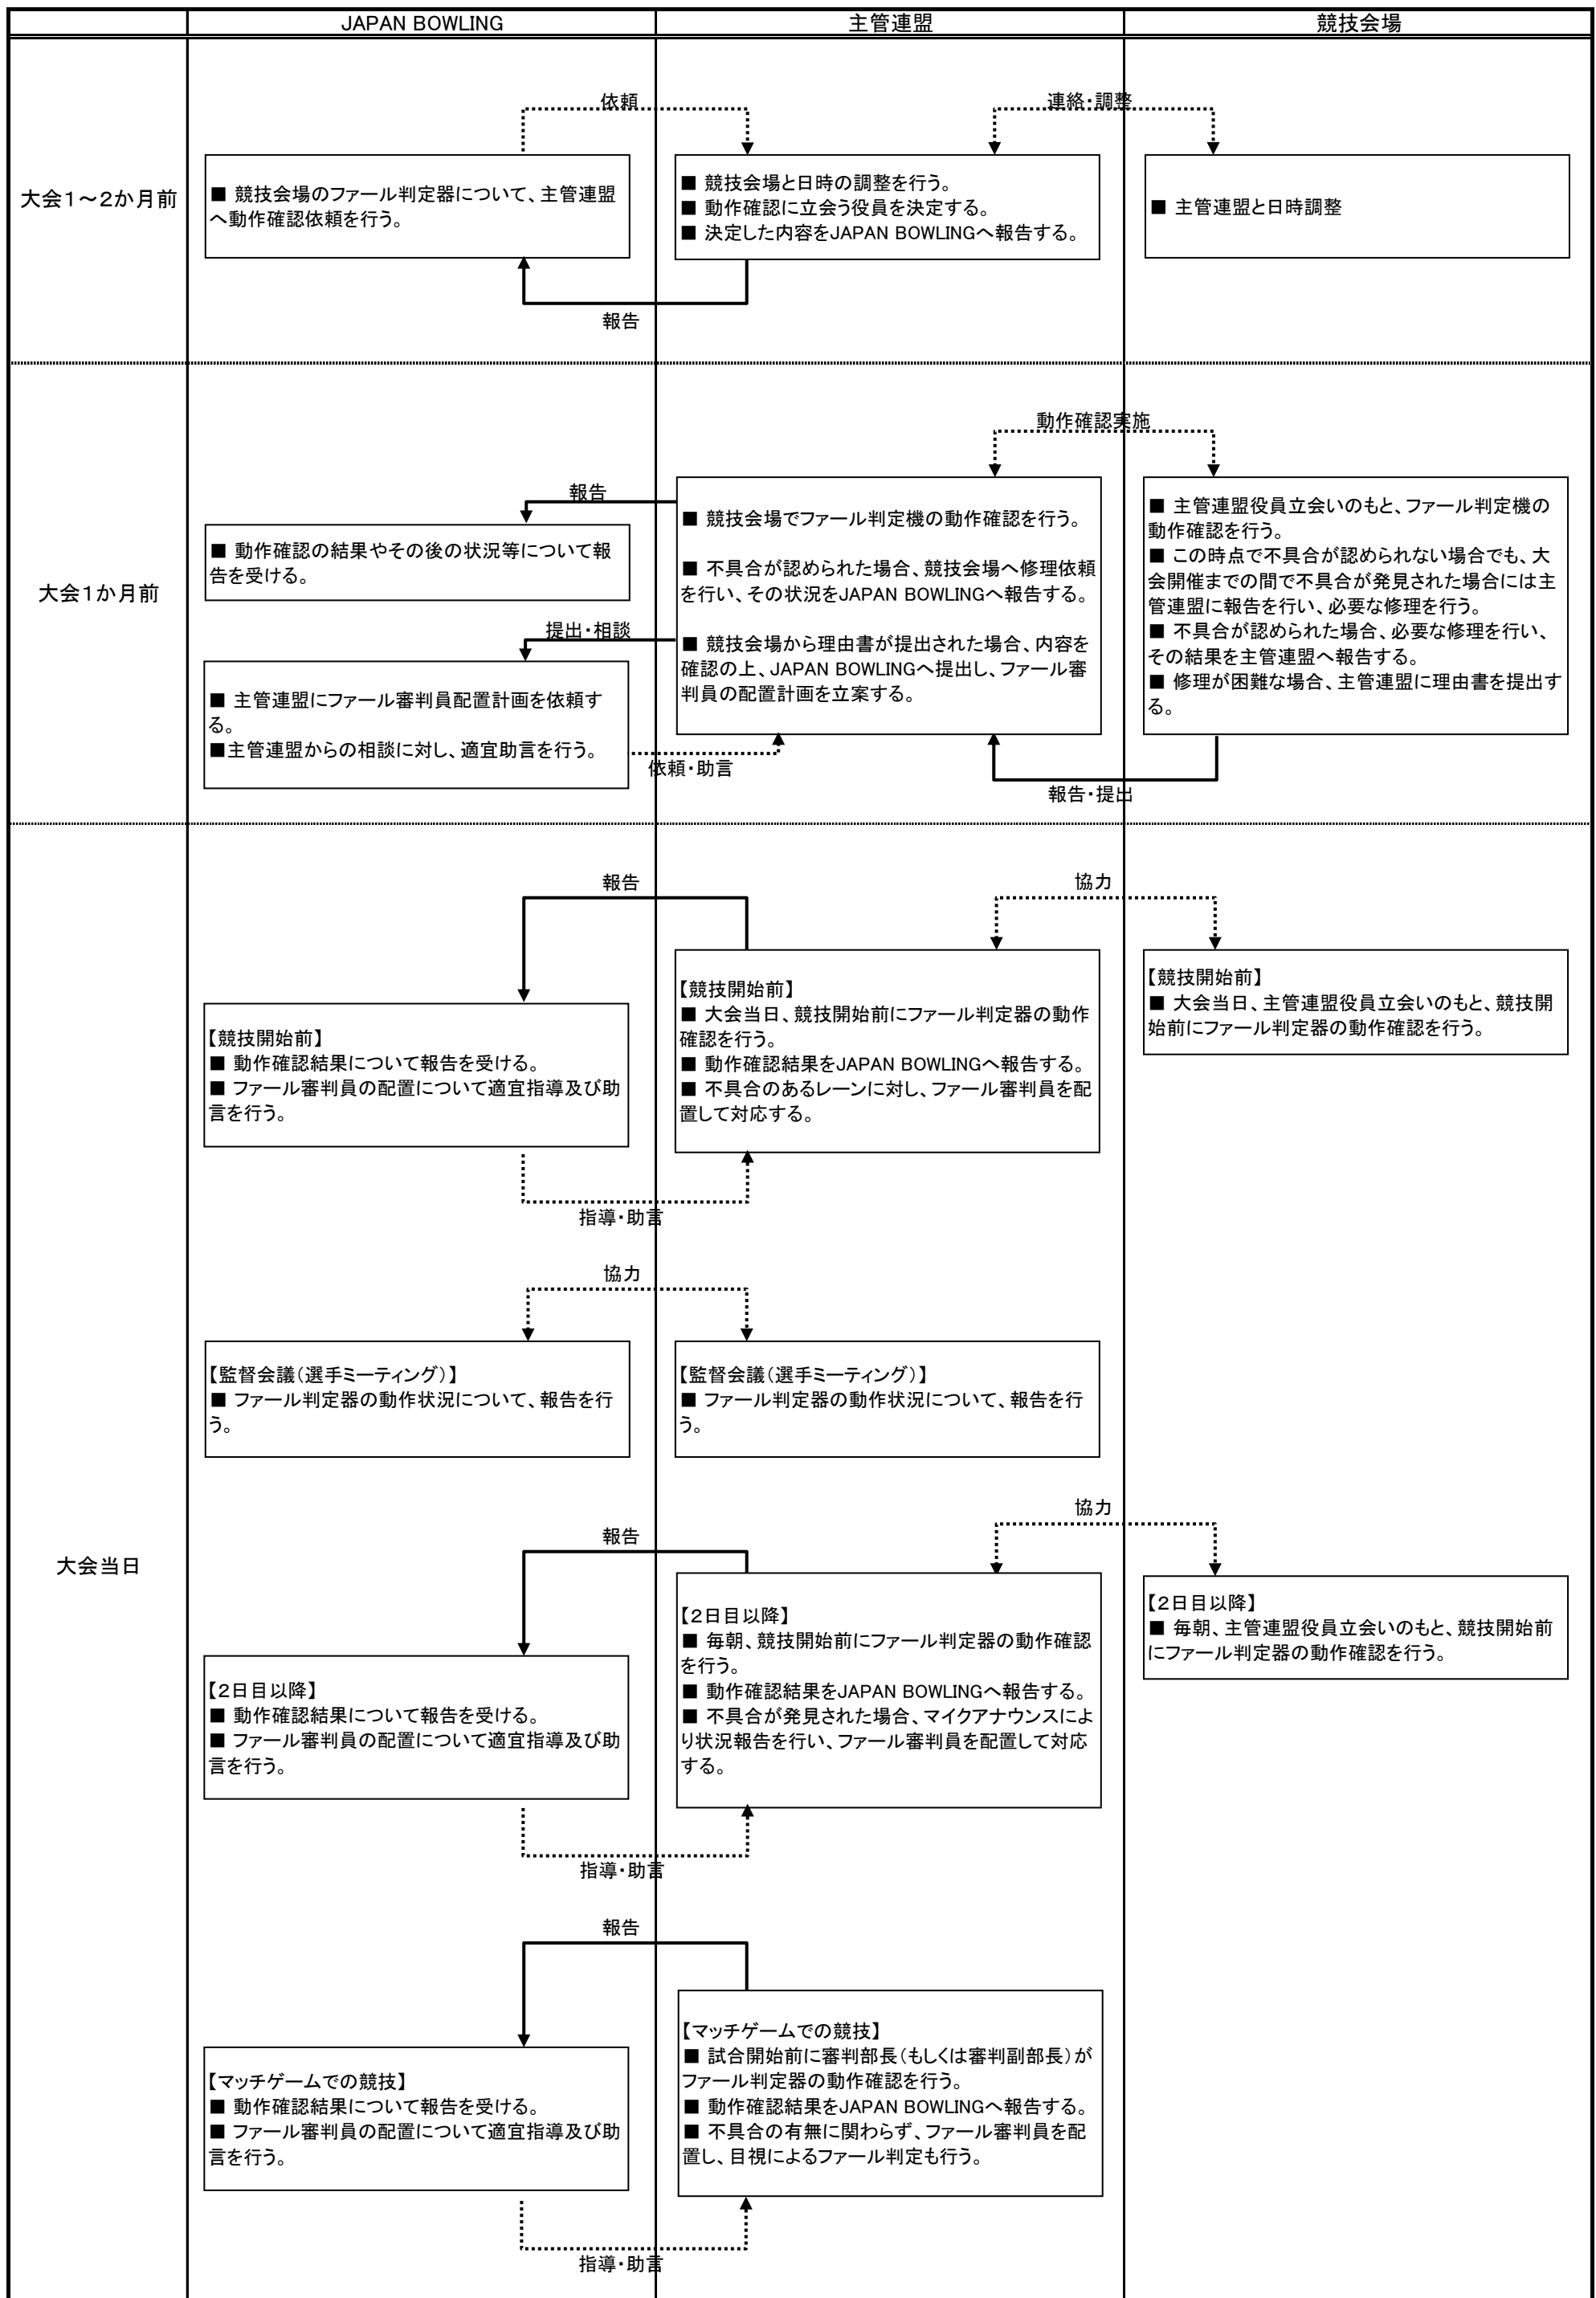 JAPAN BOWLING
主管連盟
競技会場
大会1～2か月前
依頼
連絡・調整
■ 競技会場のファール判定器について、主管連盟
へ動作確認依頼を行う。
■ 競技会場と日時の調整を行う。
■ 動作確認に立会う役員を決定する。
■ 決定した内容をJAPAN BOWLINGへ報告する。
■ 主管連盟と日時調整
報告
大会1か月前
動作確認実施
報告
■ 動作確認の結果やその後の状況等について報
告を受ける。
提出・相談
■ 主管連盟にファール審判員配置計画を依頼す
る。
■主管連盟からの相談に対し、適宜助言を行う。
依頼・助言
■ 競技会場でファール判定機の動作確認を行う。
■ 不具合が認められた場合、競技会場へ修理依頼
を行い、その状況をJAPAN BOWLINGへ報告する。
■ 競技会場から理由書が提出された場合、内容を
確認の上、JAPAN BOWLINGへ提出し、ファール審
判員の配置計画を立案する。
■ 主管連盟役員立会いのもと、ファール判定機の
動作確認を行う。
■ この時点で不具合が認められない場合でも、大
会開催までの間で不具合が発見された場合には主
管連盟に報告を行い、必要な修理を行う。
■ 不具合が認められた場合、必要な修理を行い、
その結果を主管連盟へ報告する。
■ 修理が困難な場合、主管連盟に理由書を提出す
る。
報告・提出
大会当日
報告
協力
【競技開始前】
■ 動作確認結果について報告を受ける。
■ ファール審判員の配置について適宜指導及び助
言を行う。
【競技開始前】
■ 大会当日、競技開始前にファール判定器の動作
確認を行う。
■ 動作確認結果をJAPAN BOWLINGへ報告する。
■ 不具合のあるレーンに対し、ファール審判員を配
置して対応する。
【競技開始前】
■ 大会当日、主管連盟役員立会いのもと、競技開
始前にファール判定器の動作確認を行う。
指導・助言
協力
【監督会議（選手ミーティング）】
■ ファール判定器の動作状況について、報告を行
う。
【監督会議（選手ミーティング）】
■ ファール判定器の動作状況について、報告を行
う。
報告
協力
【2日目以降】
■ 動作確認結果について報告を受ける。
■ ファール審判員の配置について適宜指導及び助
言を行う。
【2日目以降】
■ 毎朝、競技開始前にファール判定器の動作確認
を行う。
■ 動作確認結果をJAPAN BOWLINGへ報告する。
■ 不具合が発見された場合、マイクアナウンスによ
り状況報告を行い、ファール審判員を配置して対応
する。
【2日目以降】
■ 毎朝、主管連盟役員立会いのもと、競技開始前
にファール判定器の動作確認を行う。
指導・助言
報告
【マッチゲームでの競技】
■ 動作確認結果について報告を受ける。
■ ファール審判員の配置について適宜指導及び助
言を行う。
【マッチゲームでの競技】
■ 試合開始前に審判部長（もしくは審判副部長）が
ファール判定器の動作確認を行う。
■ 動作確認結果をJAPAN BOWLINGへ報告する。
■ 不具合の有無に関わらず、ファール審判員を配
置し、目視によるファール判定も行う。
指導・助言